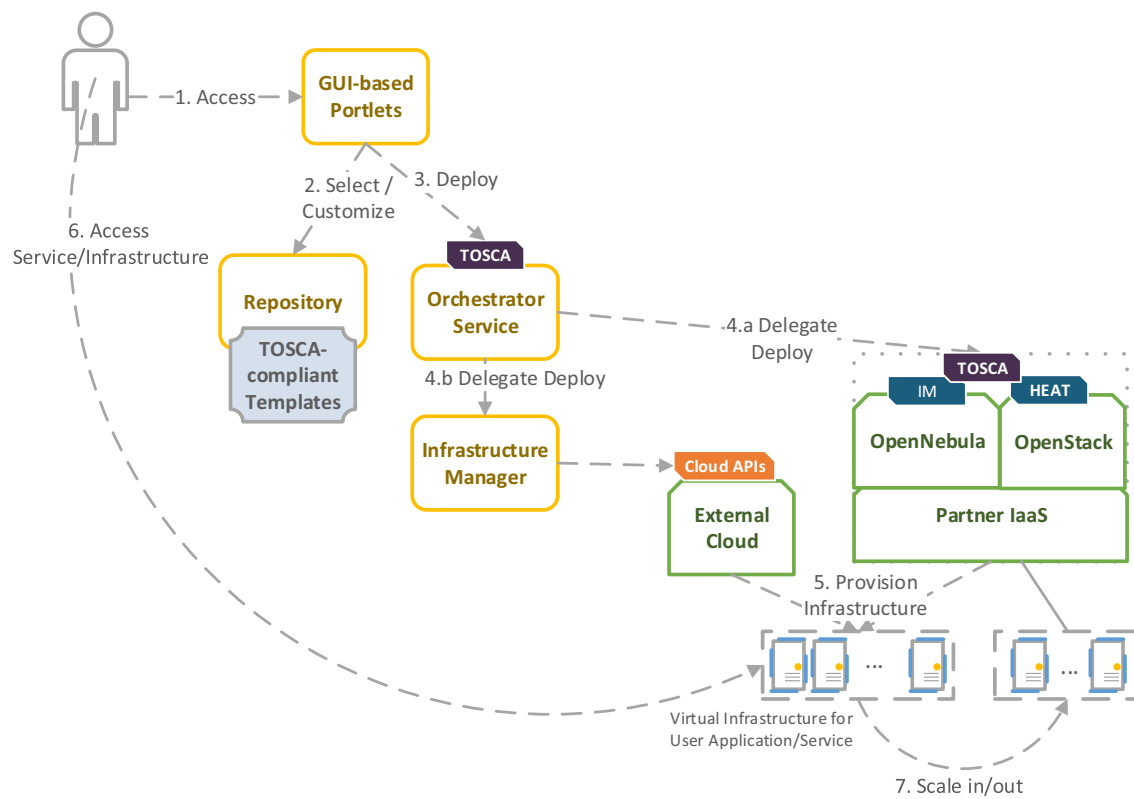 1. Access
GUI-based
Portlets
2. Select /
Customize
3. Deploy
6. Access
Service/Infrastructure
TOSCA
Repository
TOSCA-
compliant
Templates
Orchestrator
Service
4.a Delegate
Deploy
4.b Delegate Deploy
TOSCA
IM
HEAT
OpenNebula
OpenStack
Infrastructure
Manager
Cloud APIs
External
Cloud
Partner IaaS
5. Provision
Infrastructure
...
...
Virtual Infrastructure for
User Application/Service
7. Scale in/out